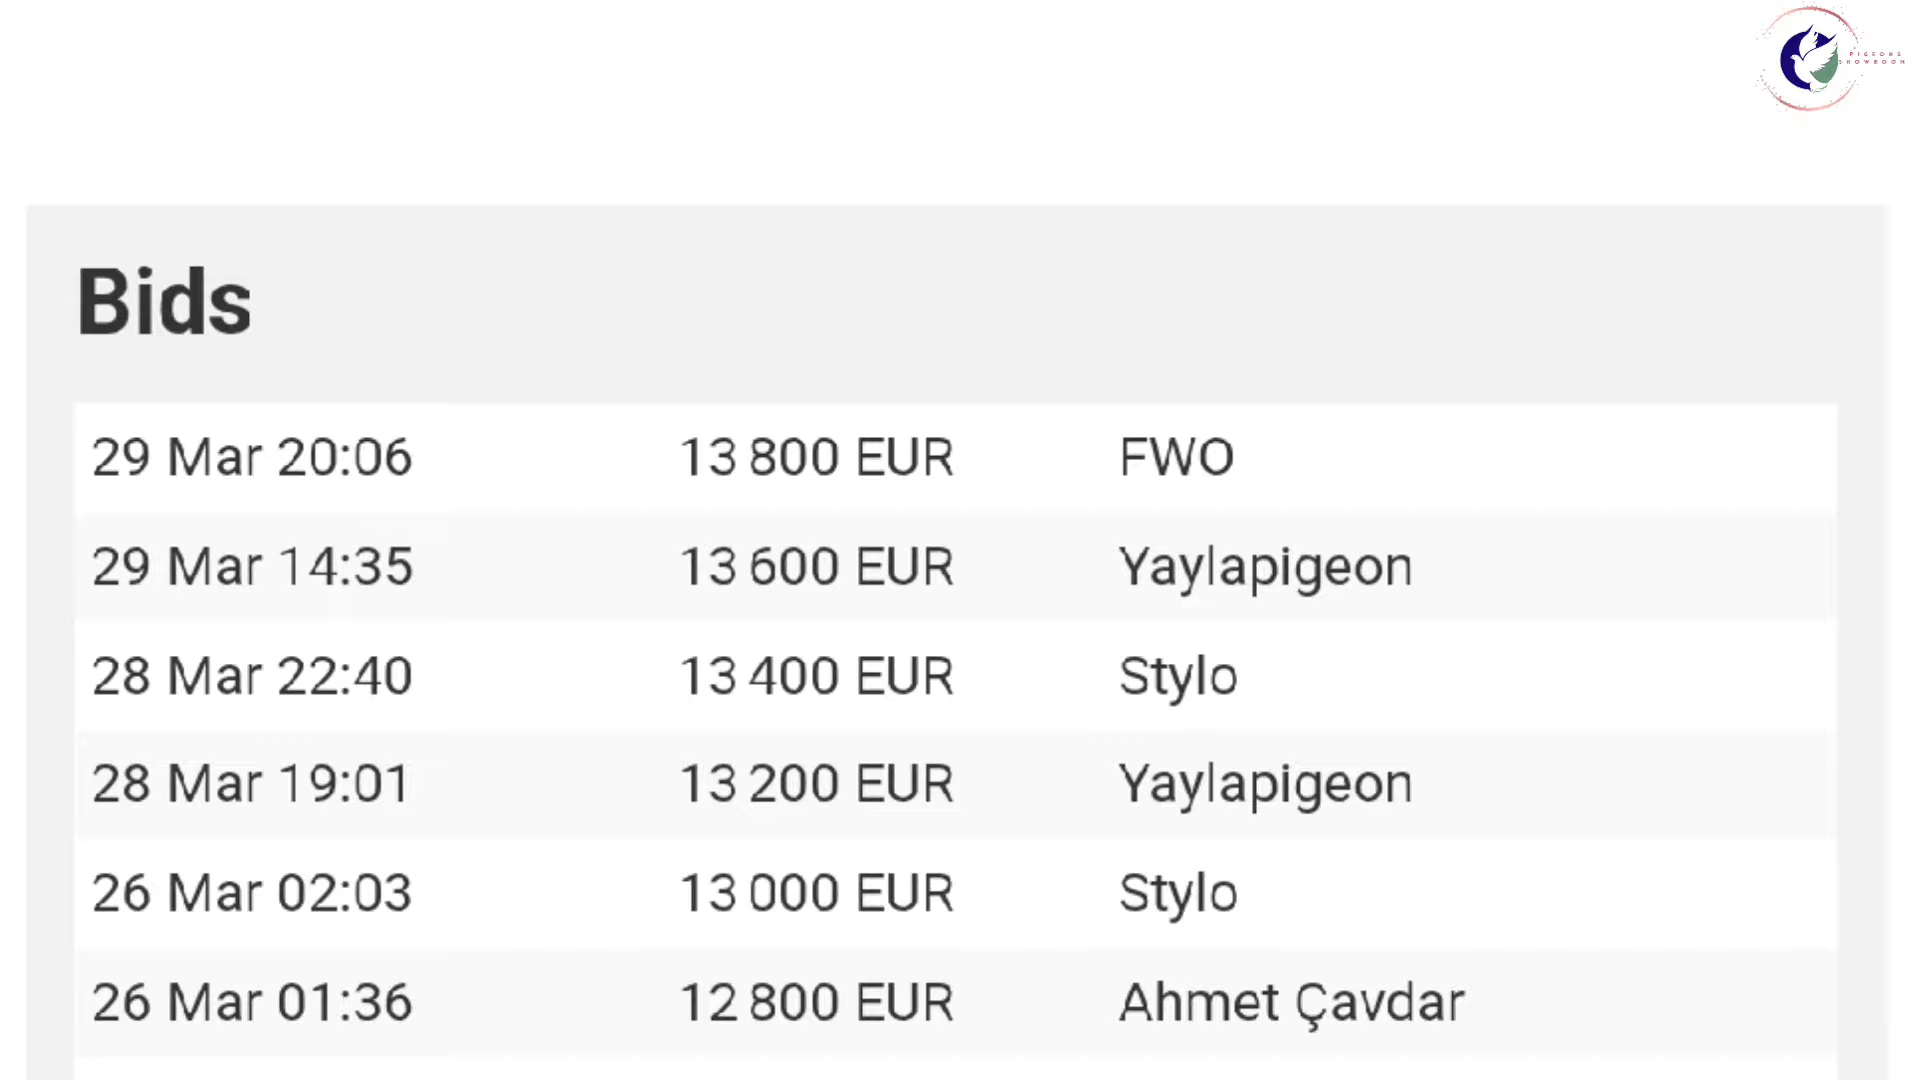 PIGEONS
SHOWROOM
Bids
29 Mar 20:06 13 800 EUR FWO
29 Mar 14:35 13 600 EUR Yaylapigeon
28 Mar 22:40 13 400 EUR Stylo
28 Mar 19:01 13 200 EUR Yaylapigeon
26 Mar 02:03 13 000 EUR Stylo
26 Mar 01:36 12 800 EUR Ahmet Çavdar